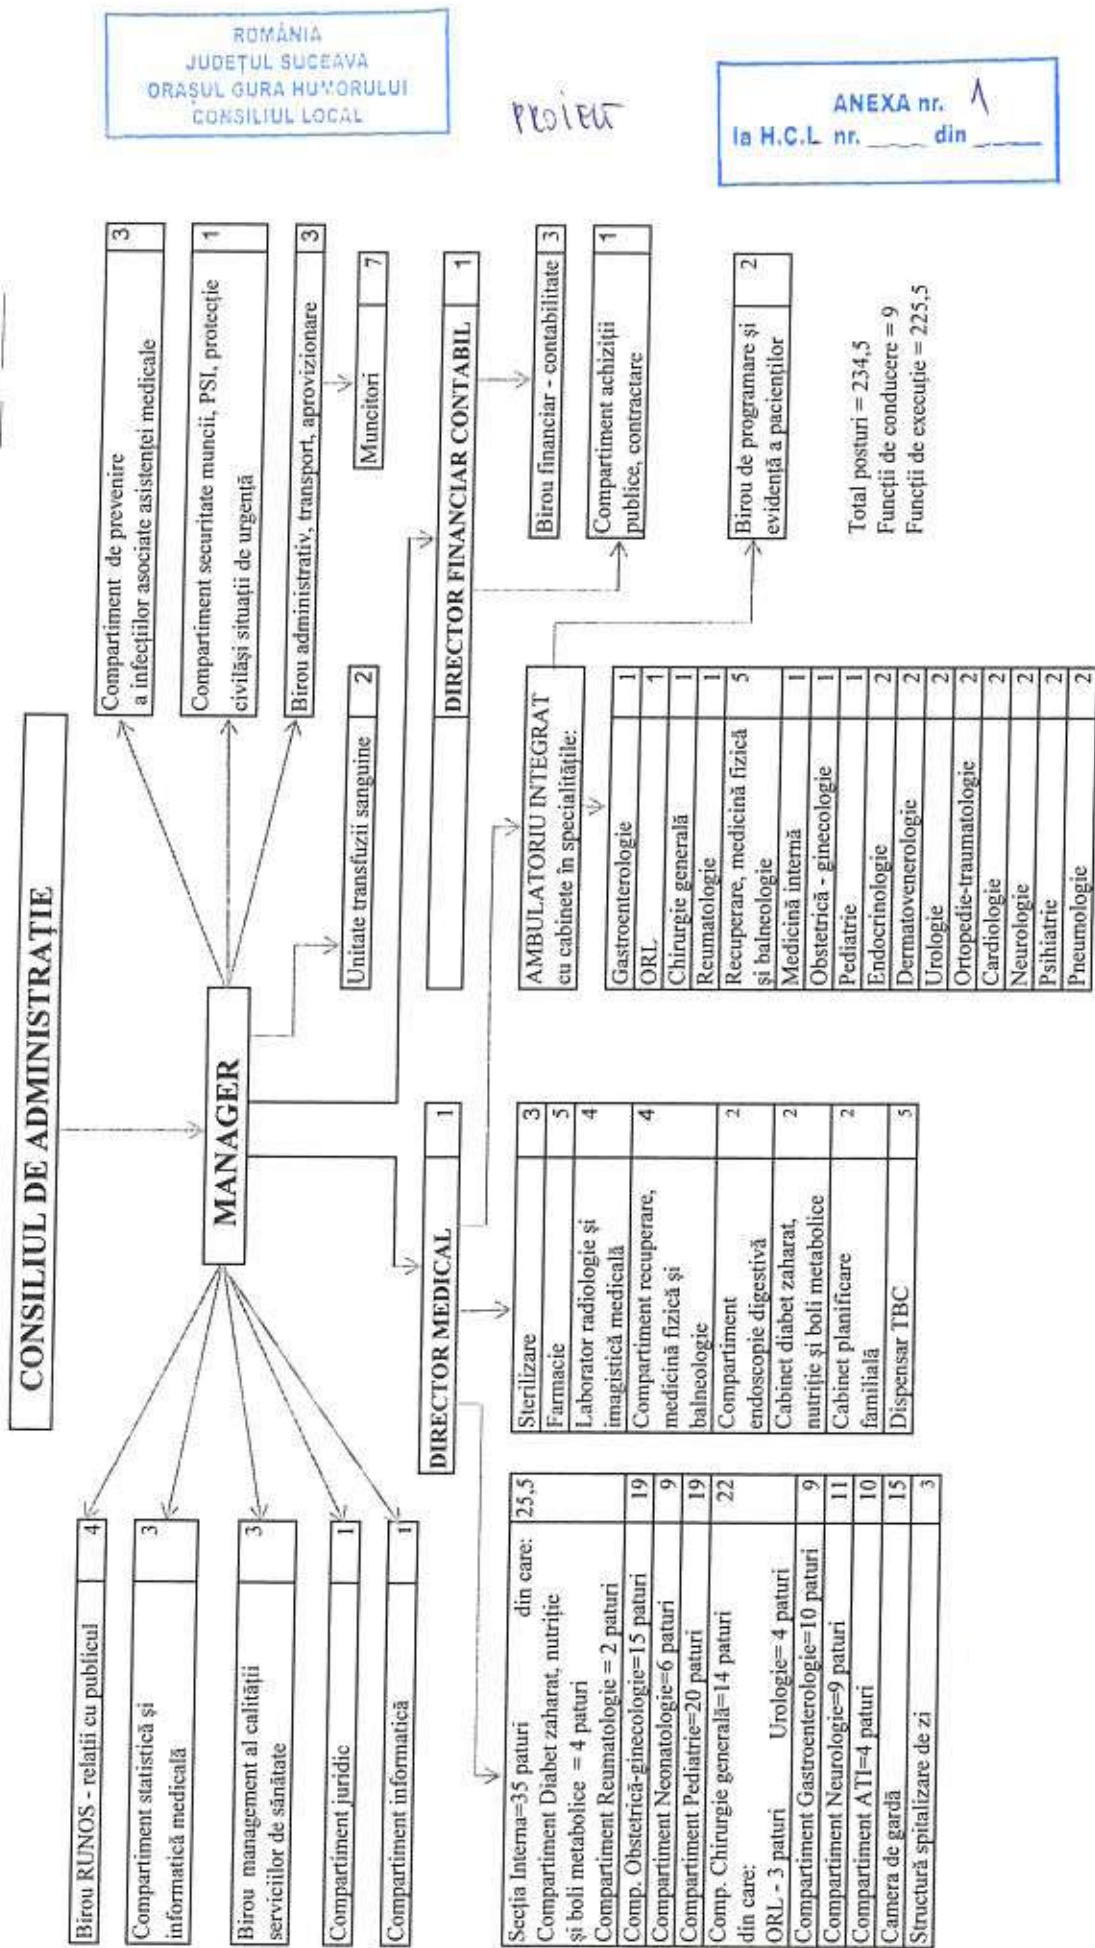 ROMÂNIA
JUDEȚUL SUCEAVA
ORAȘUL GURA HUMORULUI
CONSILIUL LOCAL
PROIECT
ANEXA nr. 1
la H.C.L. nr. _____ din _____
CONSILIUL DE ADMINISTRAȚIE
MANAGER
Birou RUNOS - relații cu publicul 4
Compartiment statistică și
informatică medicală 3
Birou management al calității
serviciilor de sănătate 3
Compartiment juridic 1
Compartiment informatică 1
Compartiment de prevenire
a infecțiilor asociate asistenței medicale 3
Compartiment securitate muncii, PSI, protecție
civilăși situații de urgență 1
Birou administrativ, transport, aprovizionare 3
Muncitori 7
Unitate transfuzii sanguine 2
DIRECTOR MEDICAL 1
DIRECTOR FINANCIAR CONTABIL 1
Birou financiar - contabilitate 3
Compartiment achiziții
publice, contractare 1
Secția Interna=35 paturi din care: 25,5
Compartiment Diabet zaharat, nutriție
și boli metabolice = 4 paturi
Compartiment Reumatologie = 2 paturi
Comp. Obstetrică-ginecologie=15 paturi 19
Compartiment Neonatologie=6 paturi 9
Compartiment Pediatrie=20 paturi 19
Comp. Chirurgie generală=14 paturi 22
din care:
ORL - 3 paturi Urologie= 4 paturi
Compartiment Gastroenterologie=10 paturi 9
Compartiment Neurologie=9 paturi 11
Compartiment ATI=4 paturi 10
Camera de gardă 15
Structură spitalizare de zi 3
Sterilizare 3
Farmacie 5
Laborator radiologie și
imagistică medicală 4
Compartiment recuperare,
medicină fizică și
balneologie 4
Compartiment
endoscopie digestivă 2
Cabinet diabet zaharat,
nutriție și boli metabolice 2
Cabinet planificare
familială 2
Dispensar TBC 5
AMBULATORIU INTEGRAT
cu cabinele în specialitățile:
Gastroenterologie 1
ORL 1
Chirurgie generală 1
Reumatologie 1
Recuperare, medicină fizică
și balneologie 5
Medicină internă 1
Obstetrică - ginecologie 1
Pediatrie 1
Endocrinologie 2
Dermatovenerologie 2
Urologie 2
Ortopedie-traumatologie 2
Cardiologie 2
Neurologie 2
Psihiatrie 2
Pneumologie 2
Birou de programare și
evidență a pacienților 2
Total posturi = 234,5
Funcții de conducere = 9
Funcții de execuție = 225,5